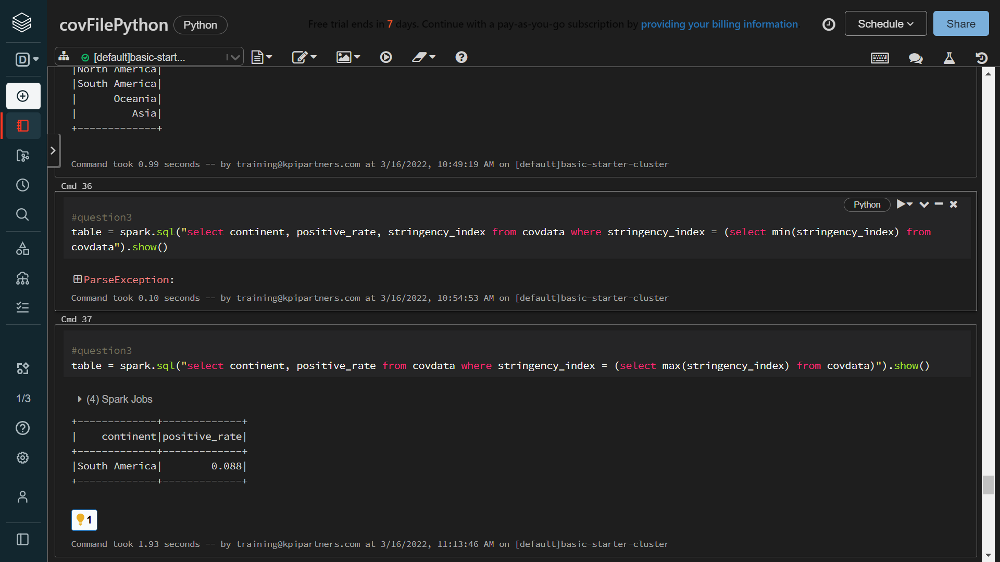 covFilePython Python Free trial ends in 7 days. Continue with a pay-as-you-go subscription by providing your billing information. Schedule Share
D [default]basic-start...
|North America|
|South America|
|      Oceania|
|         Asia|
+-------------+
Command took 0.99 seconds -- by training@kpipartners.com at 3/16/2022, 10:49:19 AM on [default]basic-starter-cluster
Cmd 36
Python
#question3
table = spark.sql("select continent, positive_rate, stringency_index from covdata where stringency_index = (select min(stringency_index) from
covdata").show()
ParseException:
Command took 0.10 seconds -- by training@kpipartners.com at 3/16/2022, 10:54:53 AM on [default]basic-starter-cluster
Cmd 37
#question3
table = spark.sql("select continent, positive_rate from covdata where stringency_index = (select max(stringency_index) from covdata)").show()
(4) Spark Jobs
+-------------+-------------+
|    continent|positive_rate|
+-------------+-------------+
|South America|        0.088|
+-------------+-------------+
1
Command took 1.93 seconds -- by training@kpipartners.com at 3/16/2022, 11:13:46 AM on [default]basic-starter-cluster
1/3